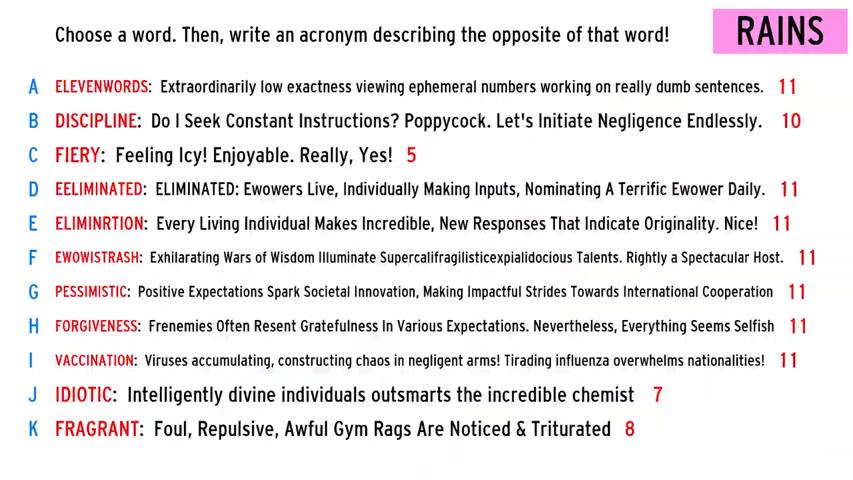 Choose a word. Then, write an acronym describing the opposite of that word!
RAINS
A ELEVENWORDS: Extraordinarily low exactness viewing ephemeral numbers working on really dumb sentences. 11
B DISCIPLINE: Do I Seek Constant Instructions? Poppycock. Let's Initiate Negligence Endlessly. 10
C FIERY: Feeling Icy! Enjoyable. Really, Yes! 5
D EELIMINATED: ELIMINATED: Ewowers Live, Individually Making Inputs, Nominating A Terrific Ewower Daily. 11
E ELIMINRTION: Every Living Individual Makes Incredible, New Responses That Indicate Originality. Nice! 11
F EWOWISTRASH: Exhilarating Wars of Wisdom Illuminate Supercalifragilisticexpialidocious Talents. Rightly a Spectacular Host. 11
G PESSIMISTIC: Positive Expectations Spark Societal Innovation, Making Impactful Strides Towards International Cooperation 11
H FORGIVENESS: Frenemies Often Resent Gratefulness In Various Expectations. Nevertheless, Everything Seems Selfish 11
I VACCINATION: Viruses accumulating, constructing chaos in negligent arms! Tirading influenza overwhelms nationalities! 11
J IDIOTIC: Intelligently divine individuals outsmarts the incredible chemist 7
K FRAGRANT: Foul, Repulsive, Awful Gym Rags Are Noticed & Triturated 8